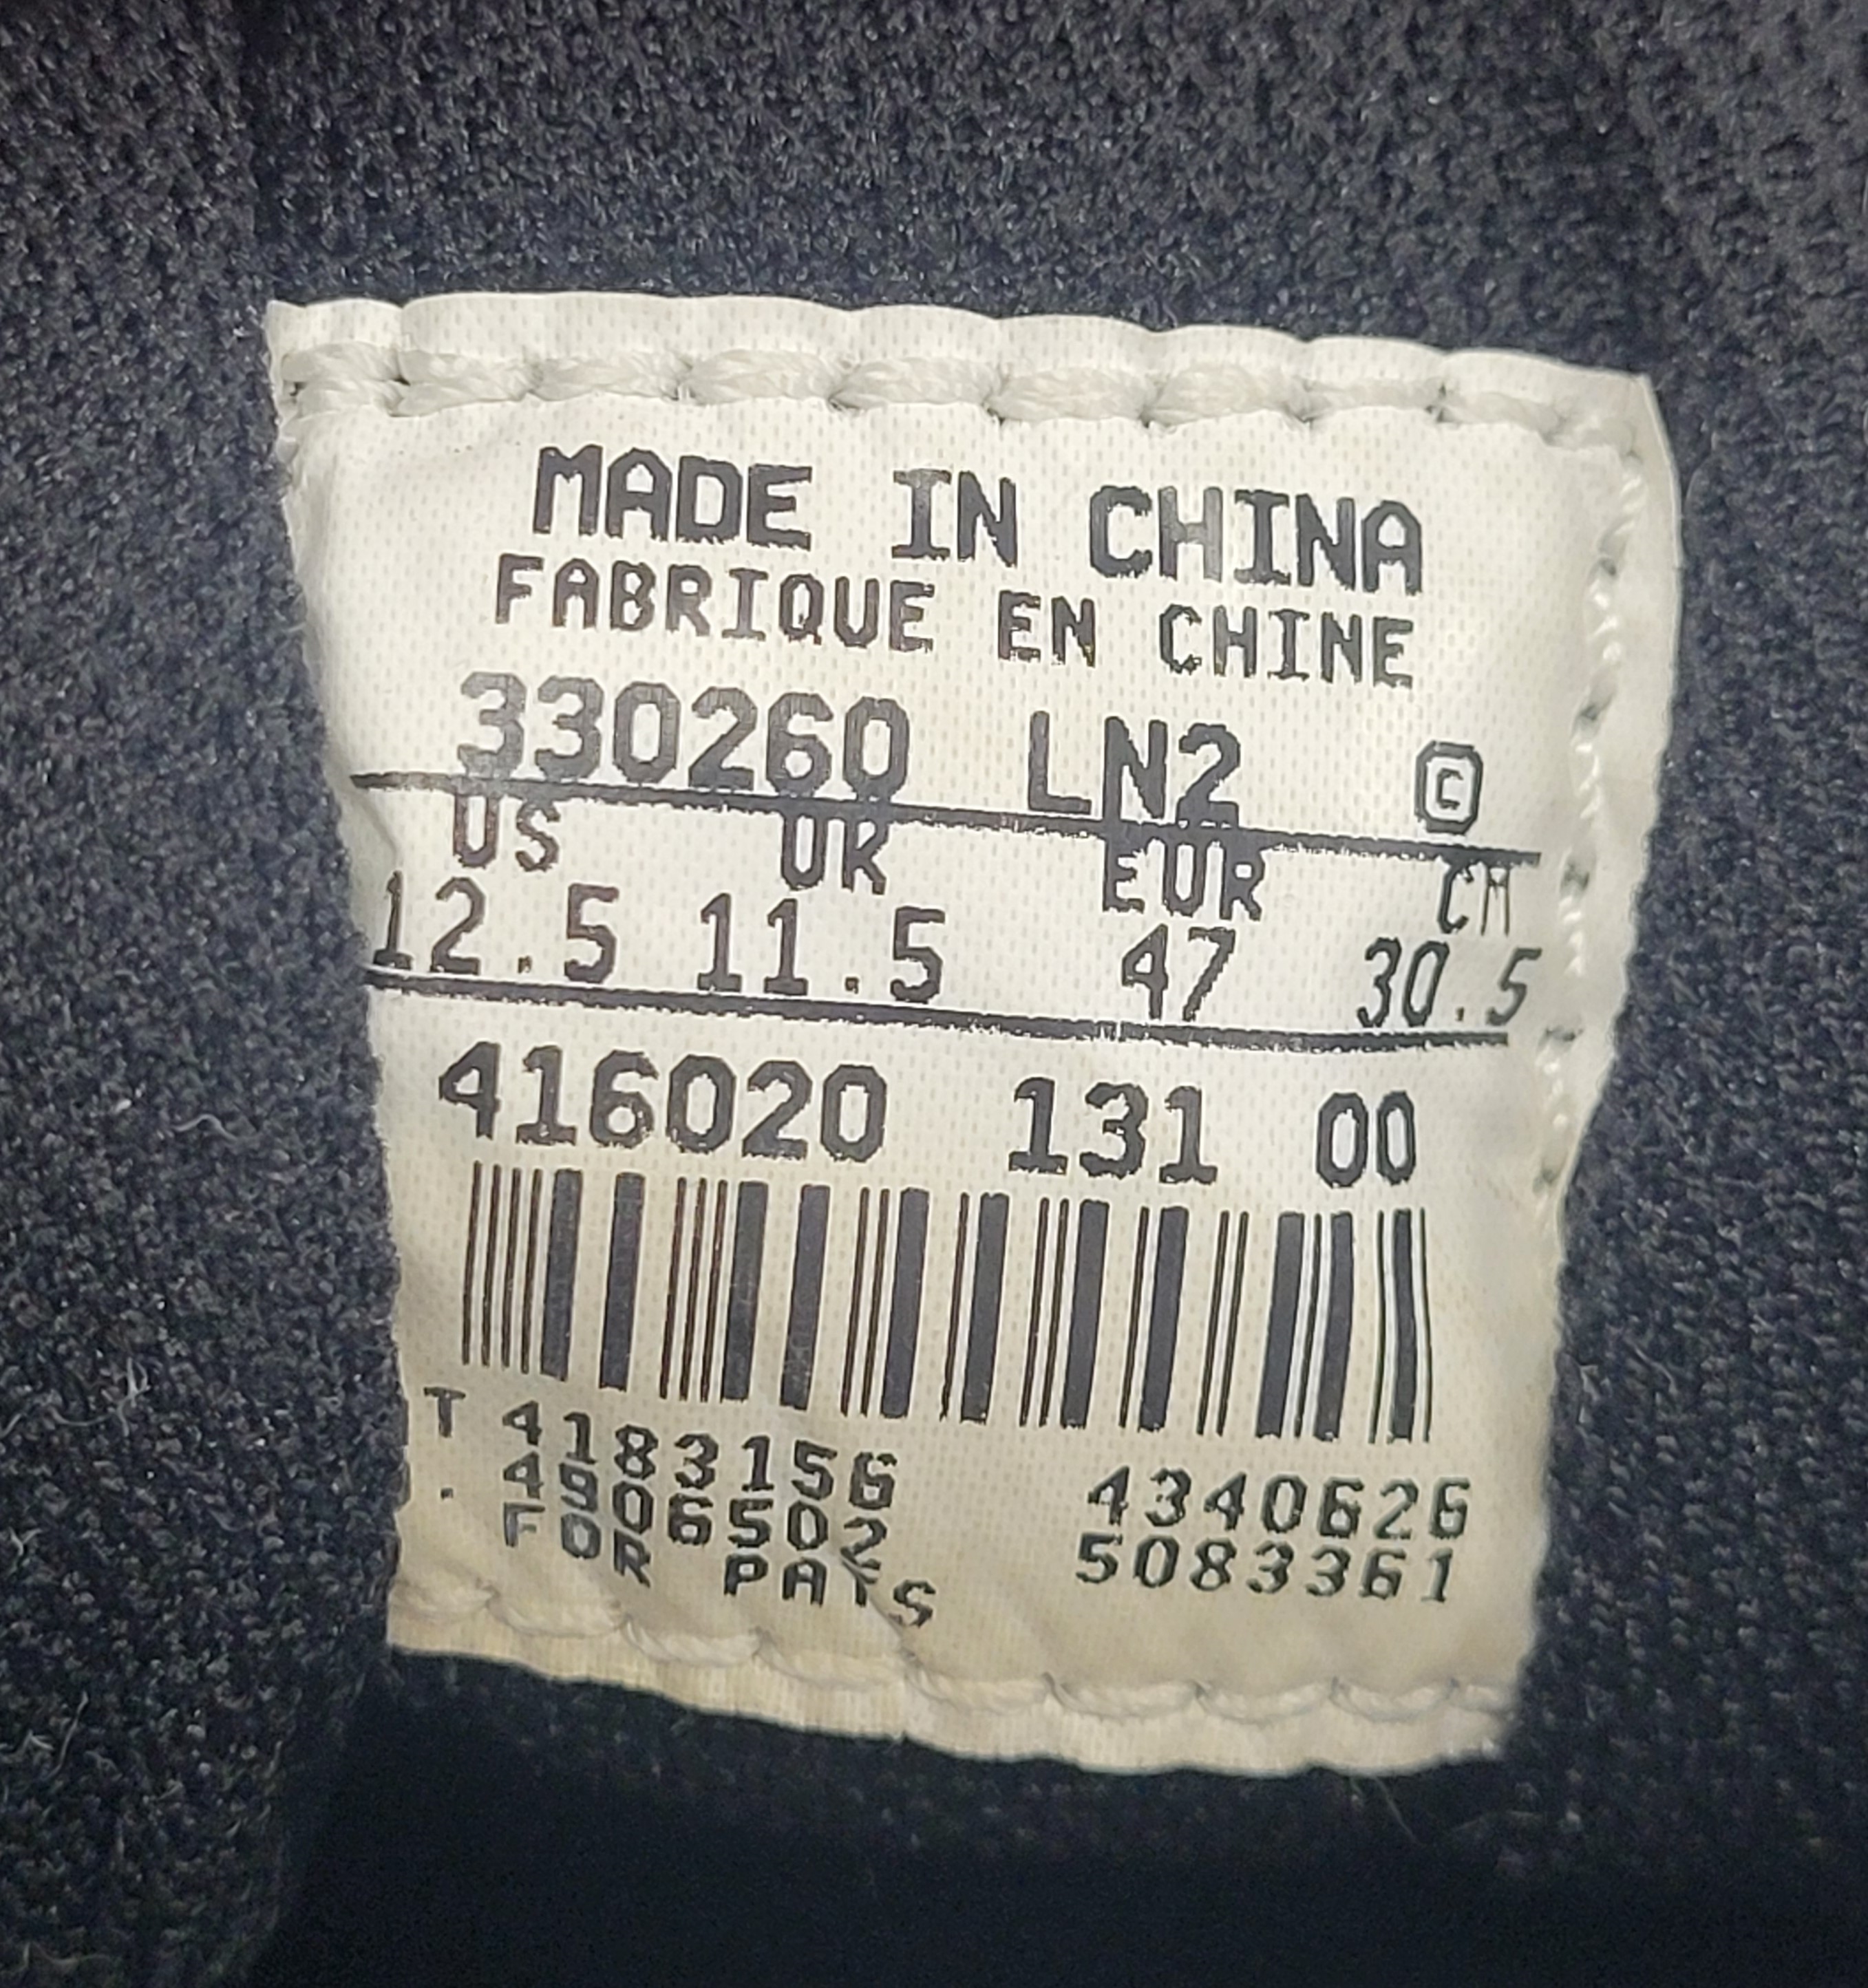 MADE IN CHINA
FABRIQUE EN CHINE
330260 LN2 ©
US UK EUR CM
12.5 11.5 47 30.5
416020 131 00
T 4183156 4340626
. 4906502 5083361
FOR PATS